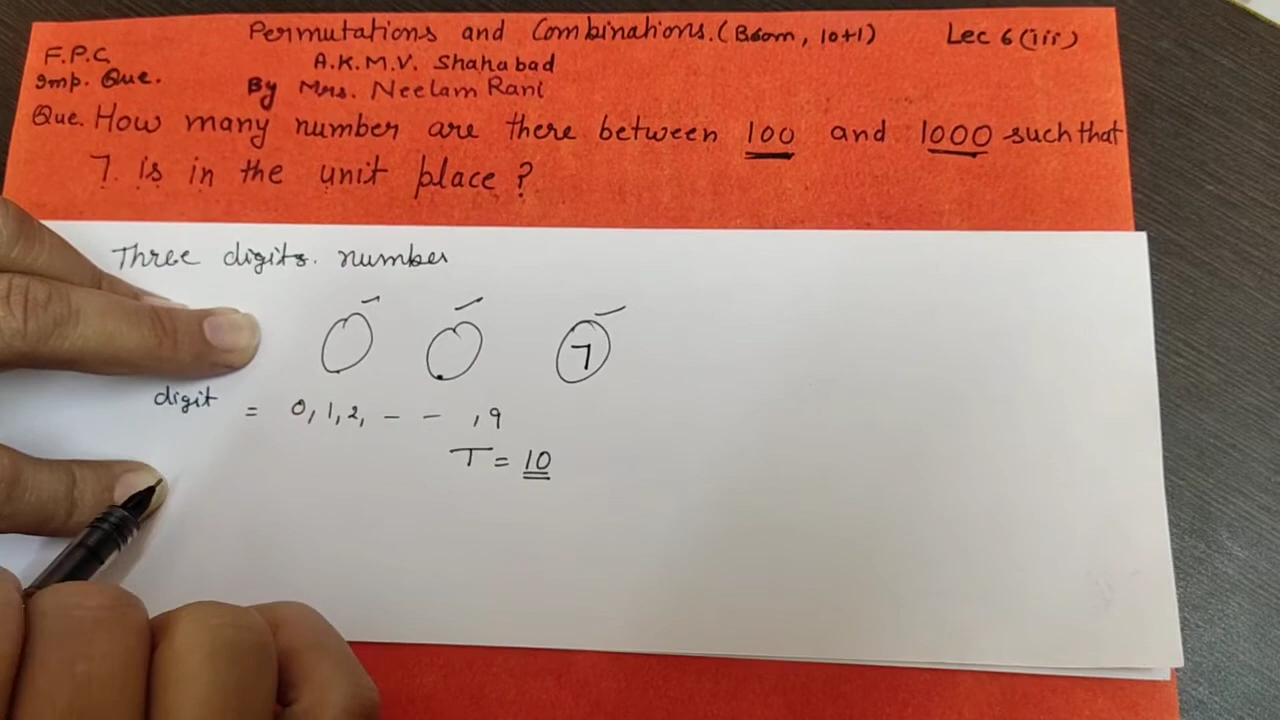 Permutations and Combinations. (Bcom, 10+1) Lec 6 (iii)
F.P.C A.K.M.V. Shahabad
Imp. Que. By Mrs. Neelam Rani
Que. How many number are there between 100 and 1000 such that
7 is in the unit place ?
Three digits. number
7
digit = 0, 1, 2, - - , 9
T = 10